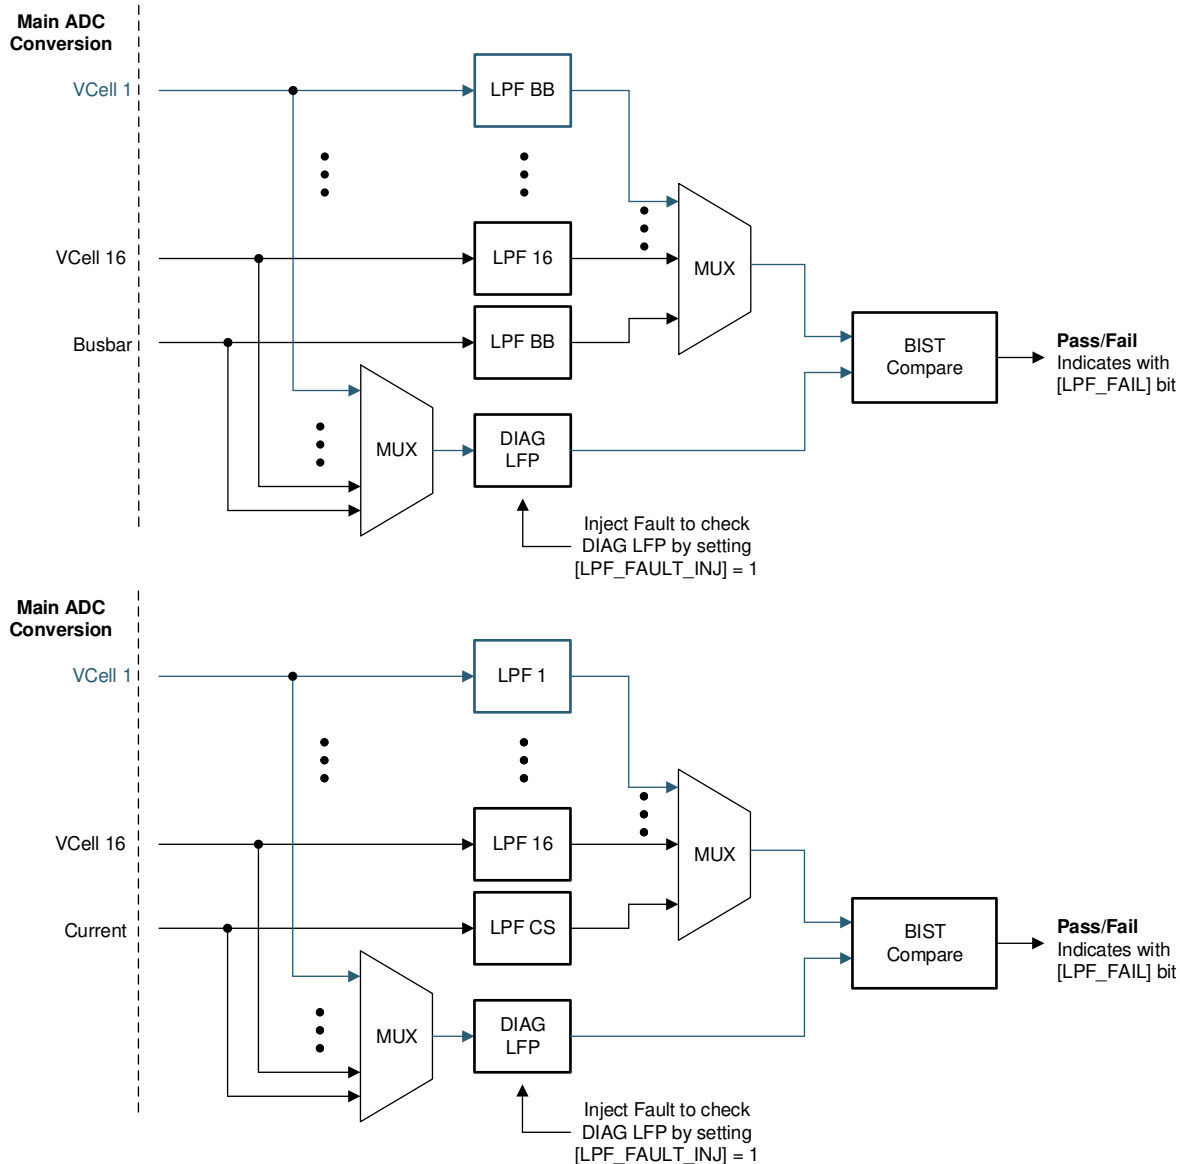 Main ADC
Conversion
VCell 1
LPF BB
VCell 16
LPF 16
MUX
Busbar
LPF BB
BIST
Compare
Pass/Fail
Indicates with
[LPF_FAIL] bit
MUX
DIAG
LFP
Inject Fault to check
DIAG LFP by setting
[LPF_FAULT_INJ] = 1
Main ADC
Conversion
VCell 1
LPF 1
VCell 16
LPF 16
MUX
Current
LPF CS
BIST
Compare
Pass/Fail
Indicates with
[LPF_FAIL] bit
MUX
DIAG
LFP
Inject Fault to check
DIAG LFP by setting
[LPF_FAULT_INJ] = 1